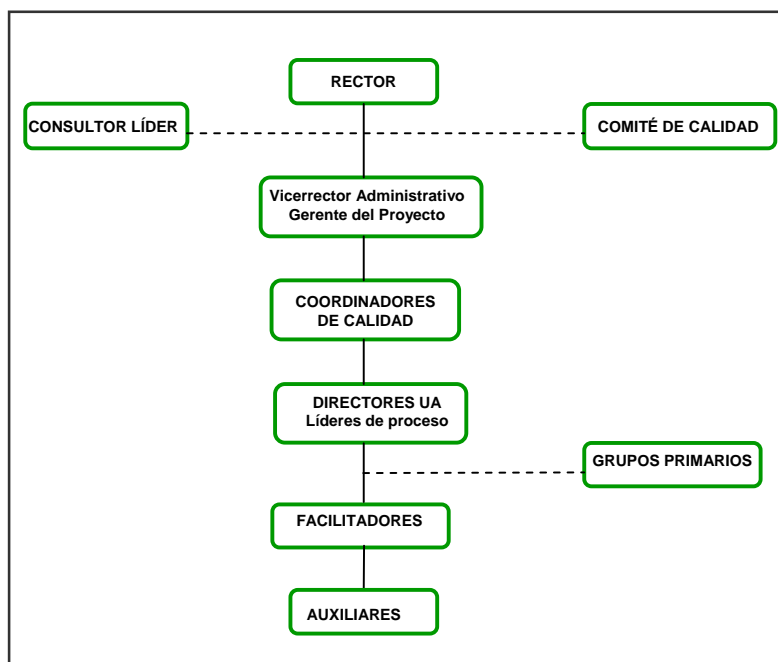 RECTOR
CONSULTOR LÍDER
COMITÉ DE CALIDAD
Vicerrector Administrativo
Gerente del Proyecto
COORDINADORES
DE CALIDAD
DIRECTORES UA
Líderes de proceso
GRUPOS PRIMARIOS
FACILITADORES
AUXILIARES